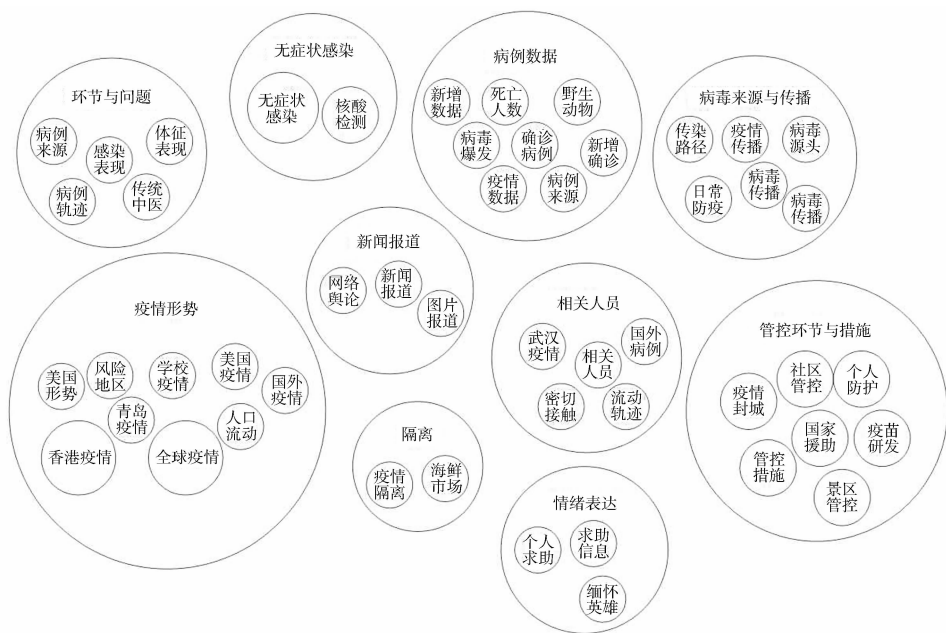 环节与问题
病例
来源
感染
表现
体征
表现
病例
轨迹
传统
中医
无症状感染
无症状
感染
核酸
检测
病例数据
新增
数据
死亡
人数
野生
动物
病毒
爆发
确诊
病例
新增
确诊
疫情
数据
病例
来源
病毒来源与传播
传染
路径
疫情
传播
病毒
源头
日常
防疫
病毒
传播
病毒
传播
新闻报道
网络
舆论
新闻
报道
图片
报道
疫情形势
美国
形势
风险
地区
学校
疫情
美国
疫情
国外
疫情
青岛
疫情
人口
流动
香港疫情
全球疫情
相关人员
武汉
疫情
相关
人员
国外
病例
密切
接触
流动
轨迹
管控环节与措施
疫情
封城
社区
管控
个人
防护
国家
援助
疫苗
研发
管控
措施
景区
管控
隔离
疫情
隔离
海鲜
市场
情绪表达
个人
求助
求助
信息
缅怀
英雄